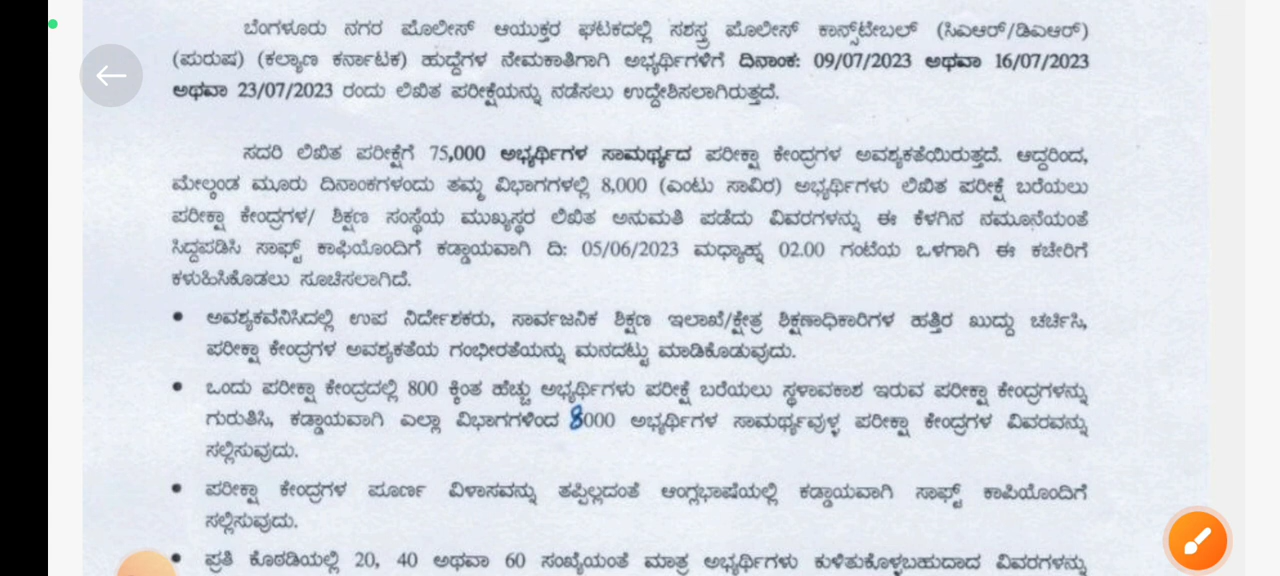 ಬೆಂಗಳೂರು ನಗರ ಪೊಲೀಸ್ ಆಯುಕ್ತರ ಘಟಕದಲ್ಲಿ ಸಶಸ್ತ್ರ ಪೊಲೀಸ್ ಕಾನ್ಸ್‌ಟೇಬಲ್ (ಸಿಎಆರ್/ಡಿಎಆರ್)
(ಪುರುಷ) (ಕಲ್ಯಾಣ ಕರ್ನಾಟಕ) ಹುದ್ದೆಗಳ ನೇಮಕಾತಿಗಾಗಿ ಅಭ್ಯರ್ಥಿಗಳಿಗೆ ದಿನಾಂಕ: 09/07/2023 ಅಥವಾ 16/07/2023
ಅಥವಾ 23/07/2023 ರಂದು ಲಿಖಿತ ಪರೀಕ್ಷೆಯನ್ನು ನಡೆಸಲು ಉದ್ದೇಶಿಸಲಾಗಿರುತ್ತದೆ.
ಸದರಿ ಲಿಖಿತ ಪರೀಕ್ಷೆಗೆ 75,000 ಅಭ್ಯರ್ಥಿಗಳ ಸಾಮರ್ಥ್ಯದ ಪರೀಕ್ಷಾ ಕೇಂದ್ರಗಳ ಅವಶ್ಯಕತೆಯಿರುತ್ತದೆ. ಆದ್ದರಿಂದ,
ಮೇಲ್ಕಂಡ ಮೂರು ದಿನಾಂಕಗಳಂದು ತಮ್ಮ ವಿಭಾಗಗಳಲ್ಲಿ 8,000 (ಎಂಟು ಸಾವಿರ) ಅಭ್ಯರ್ಥಿಗಳು ಲಿಖಿತ ಪರೀಕ್ಷೆ ಬರೆಯಲು
ಪರೀಕ್ಷಾ ಕೇಂದ್ರಗಳ/ ಶಿಕ್ಷಣ ಸಂಸ್ಥೆಯ ಮುಖ್ಯಸ್ಥರ ಲಿಖಿತ ಅನುಮತಿ ಪಡೆದು ವಿವರಗಳನ್ನು ಈ ಕೆಳಗಿನ ನಮೂನೆಯಂತೆ
ಸಿದ್ದಪಡಿಸಿ ಸಾಫ್ಟ್ ಕಾಪಿಯೊಂದಿಗೆ ಕಡ್ಡಾಯವಾಗಿ ದಿ: 05/06/2023 ಮಧ್ಯಾಹ್ನ 02.00 ಗಂಟೆಯ ಒಳಗಾಗಿ ಈ ಕಚೇರಿಗೆ
ಕಳುಹಿಸಿಕೊಡಲು ಸೂಚಿಸಲಾಗಿದೆ.
• ಅವಶ್ಯಕವೆನಿಸಿದಲ್ಲಿ ಉಪ ನಿರ್ದೇಶಕರು, ಸಾರ್ವಜನಿಕ ಶಿಕ್ಷಣ ಇಲಾಖೆ/ಕ್ಷೇತ್ರ ಶಿಕ್ಷಣಾಧಿಕಾರಿಗಳ ಹತ್ತಿರ ಖುದ್ದು ಚರ್ಚಿಸಿ,
ಪರೀಕ್ಷಾ ಕೇಂದ್ರಗಳ ಅವಶ್ಯಕತೆಯ ಗಂಭೀರತೆಯನ್ನು ಮನದಟ್ಟು ಮಾಡಿಕೊಡುವುದು.
• ಒಂದು ಪರೀಕ್ಷಾ ಕೇಂದ್ರದಲ್ಲಿ 800 ಕ್ಕಿಂತ ಹೆಚ್ಚು ಅಭ್ಯರ್ಥಿಗಳು ಪರೀಕ್ಷೆ ಬರೆಯಲು ಸ್ಥಳಾವಕಾಶ ಇರುವ ಪರೀಕ್ಷಾ ಕೇಂದ್ರಗಳನ್ನು
ಗುರುತಿಸಿ, ಕಡ್ಡಾಯವಾಗಿ ಎಲ್ಲಾ ವಿಭಾಗಗಳಿಂದ 8000 ಅಭ್ಯರ್ಥಿಗಳ ಸಾಮರ್ಥ್ಯವುಳ್ಳ ಪರೀಕ್ಷಾ ಕೇಂದ್ರಗಳ ವಿವರವನ್ನು
ಸಲ್ಲಿಸುವುದು.
• ಪರೀಕ್ಷಾ ಕೇಂದ್ರಗಳ ಪೂರ್ಣ ವಿಳಾಸವನ್ನು ತಪ್ಪಿಲ್ಲದಂತೆ ಆಂಗ್ಲಭಾಷೆಯಲ್ಲಿ ಕಡ್ಡಾಯವಾಗಿ ಸಾಫ್ಟ್ ಕಾಪಿಯೊಂದಿಗೆ
ಸಲ್ಲಿಸುವುದು.
• ಪ್ರತಿ ಕೊಠಡಿಯಲ್ಲಿ 20, 40 ಅಥವಾ 60 ಸಂಖ್ಯೆಯಂತೆ ಮಾತ್ರ ಅಭ್ಯರ್ಥಿಗಳು ಕುಳಿತುಕೊಳ್ಳಬಹುದಾದ ವಿವರಗಳನ್ನು